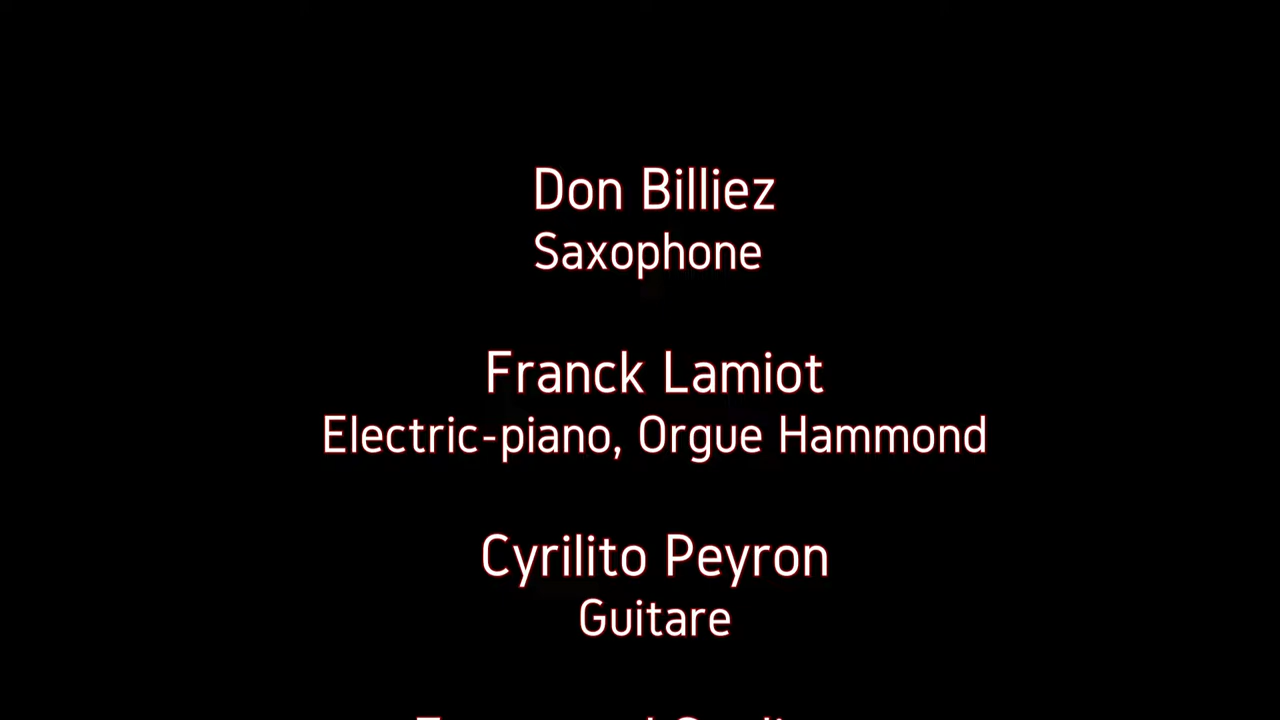 Don Billiez
Saxophone
Franck Lamiot
Electric-piano, Orgue Hammond
Cyrilito Peyron
Guitare